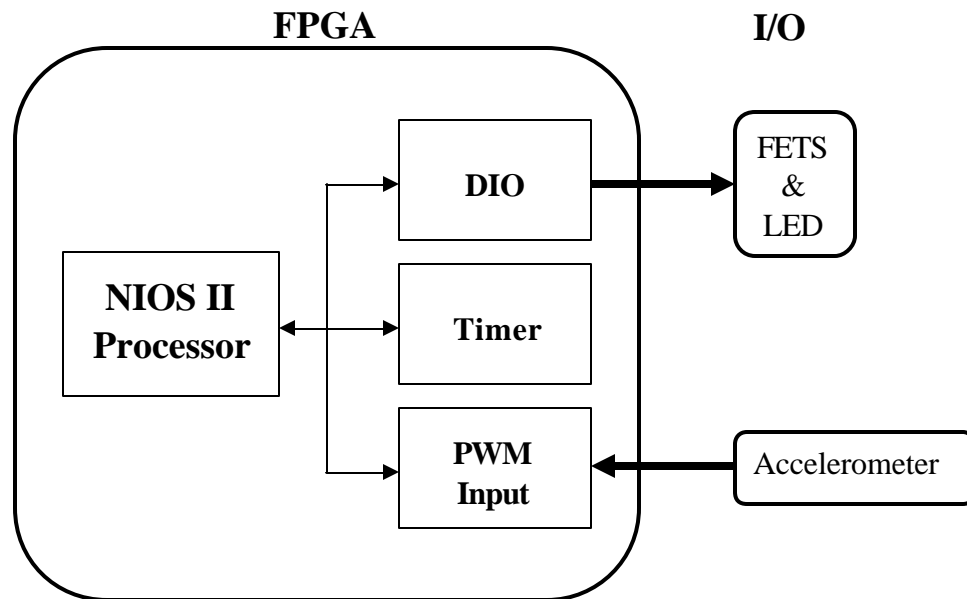 FPGA
I/O
DIO
FETS
&
LED
NIOS II
Processor
Timer
PWM
Input
Accelerometer